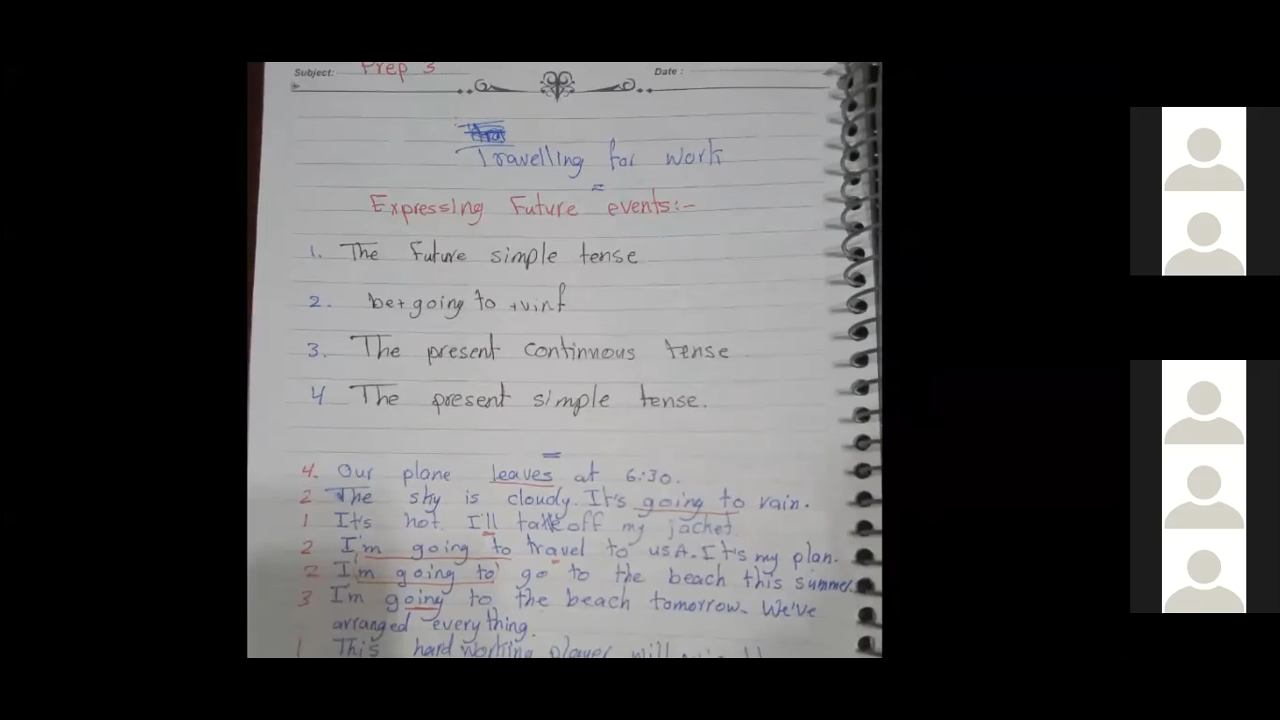 Subject: Prep 3 Date :
Travelling for work
Expressing Future events:-
1. The Future simple tense
2. be+going to +vinf
3. The present continuous tense
4 The present simple tense.
4. Our plane leaves at 6:30.
2 The sky is cloudy. It's going to rain.
1 It's hot. I'll take off my jacket.
2 I'm going to travel to USA. It's my plan.
2 I'm going to go to the beach this summer.
3 I'm going to the beach tomorrow. We've
arranged everything.
1 This hard working player will